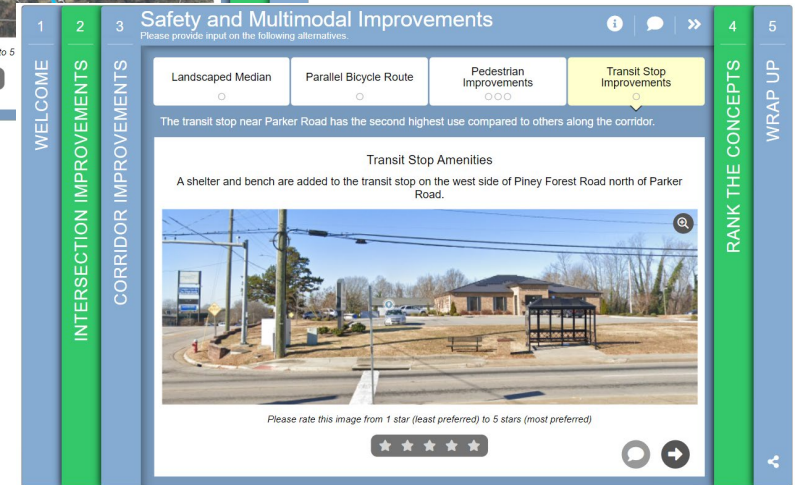 to 5
1
WELCOME
2
INTERSECTION IMPROVEMENTS
3
CORRIDOR IMPROVEMENTS
Safety and Multimodal Improvements
Please provide input on the following alternatives.
Landscaped Median
Parallel Bicycle Route
Pedestrian
Improvements
Transit Stop
Improvements
The transit stop near Parker Road has the second highest use compared to others along the corridor.
Transit Stop Amenities
A shelter and bench are added to the transit stop on the west side of Piney Forest Road north of Parker
Road.
Please rate this image from 1 star (least preferred) to 5 stars (most preferred)
4
RANK THE CONCEPTS
5
WRAP UP